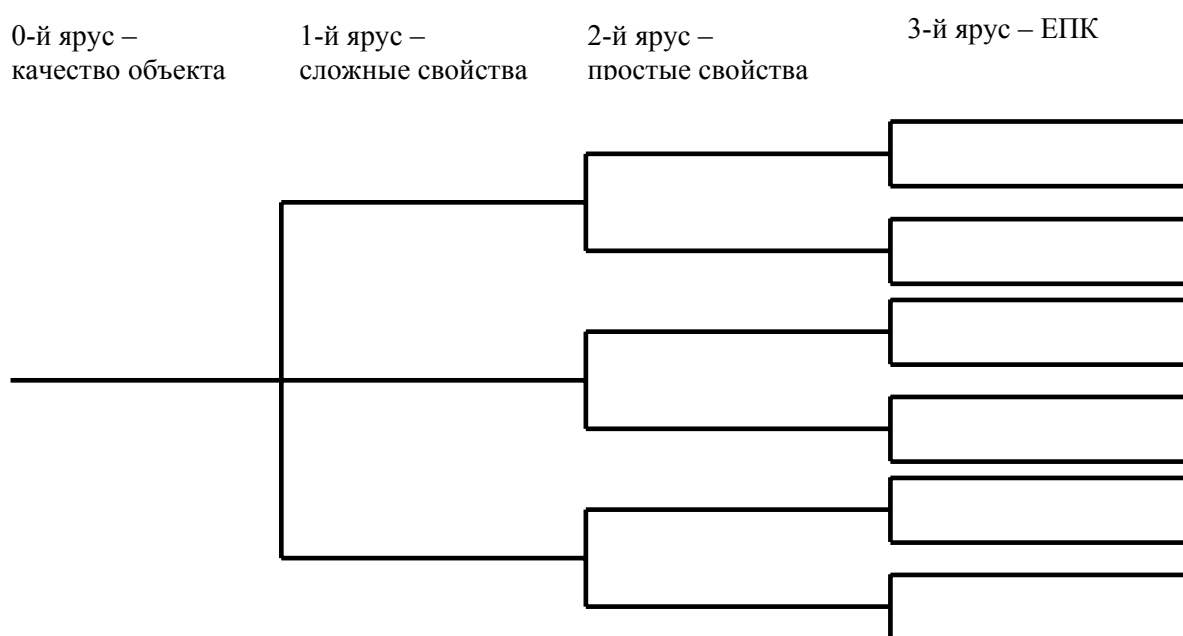 0-й ярус –
качество объекта
1-й ярус –
сложные свойства
2-й ярус –
простые свойства
3-й ярус – ЕПК